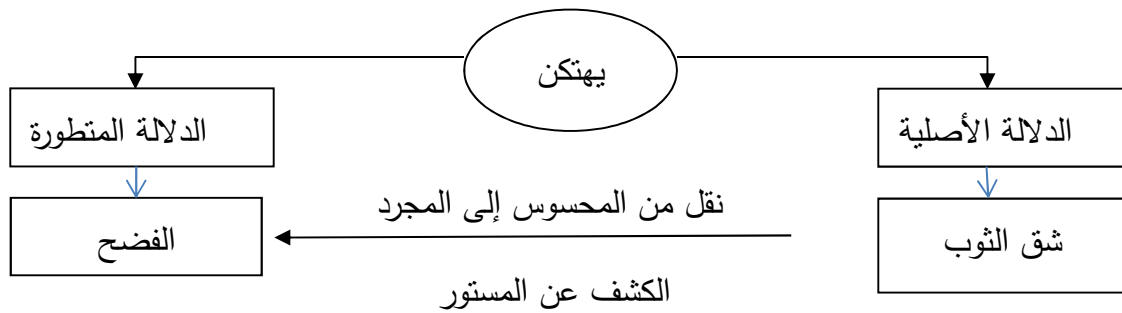 يهتكن
الدلالة الأصلية
الدلالة المتطورة
شق الثوب
نقل من المحسوس إلى المجرد
الفضح
الكشف عن المستور